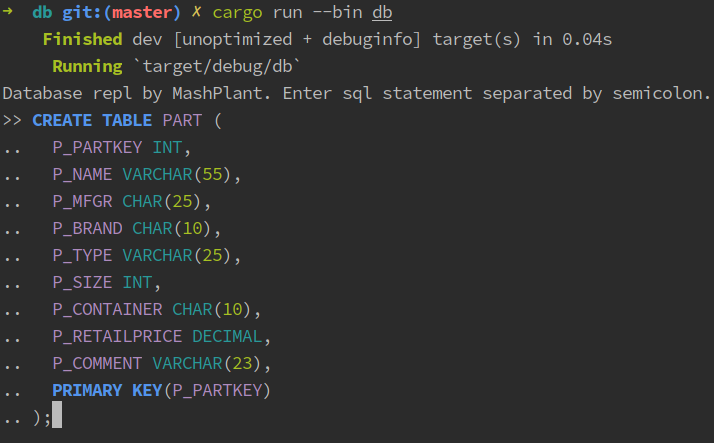 → db git:(master) ✗ cargo run --bin db
Finished dev [unoptimized + debuginfo] target(s) in 0.04s
Running `target/debug/db`
Database repl by MashPlant. Enter sql statement separated by semicolon.
>> CREATE TABLE PART (
.. P_PARTKEY INT,
.. P_NAME VARCHAR(55),
.. P_MFGR CHAR(25),
.. P_BRAND CHAR(10),
.. P_TYPE VARCHAR(25),
.. P_SIZE INT,
.. P_CONTAINER CHAR(10),
.. P_RETAILPRICE DECIMAL,
.. P_COMMENT VARCHAR(23),
.. PRIMARY KEY(P_PARTKEY)
.. );